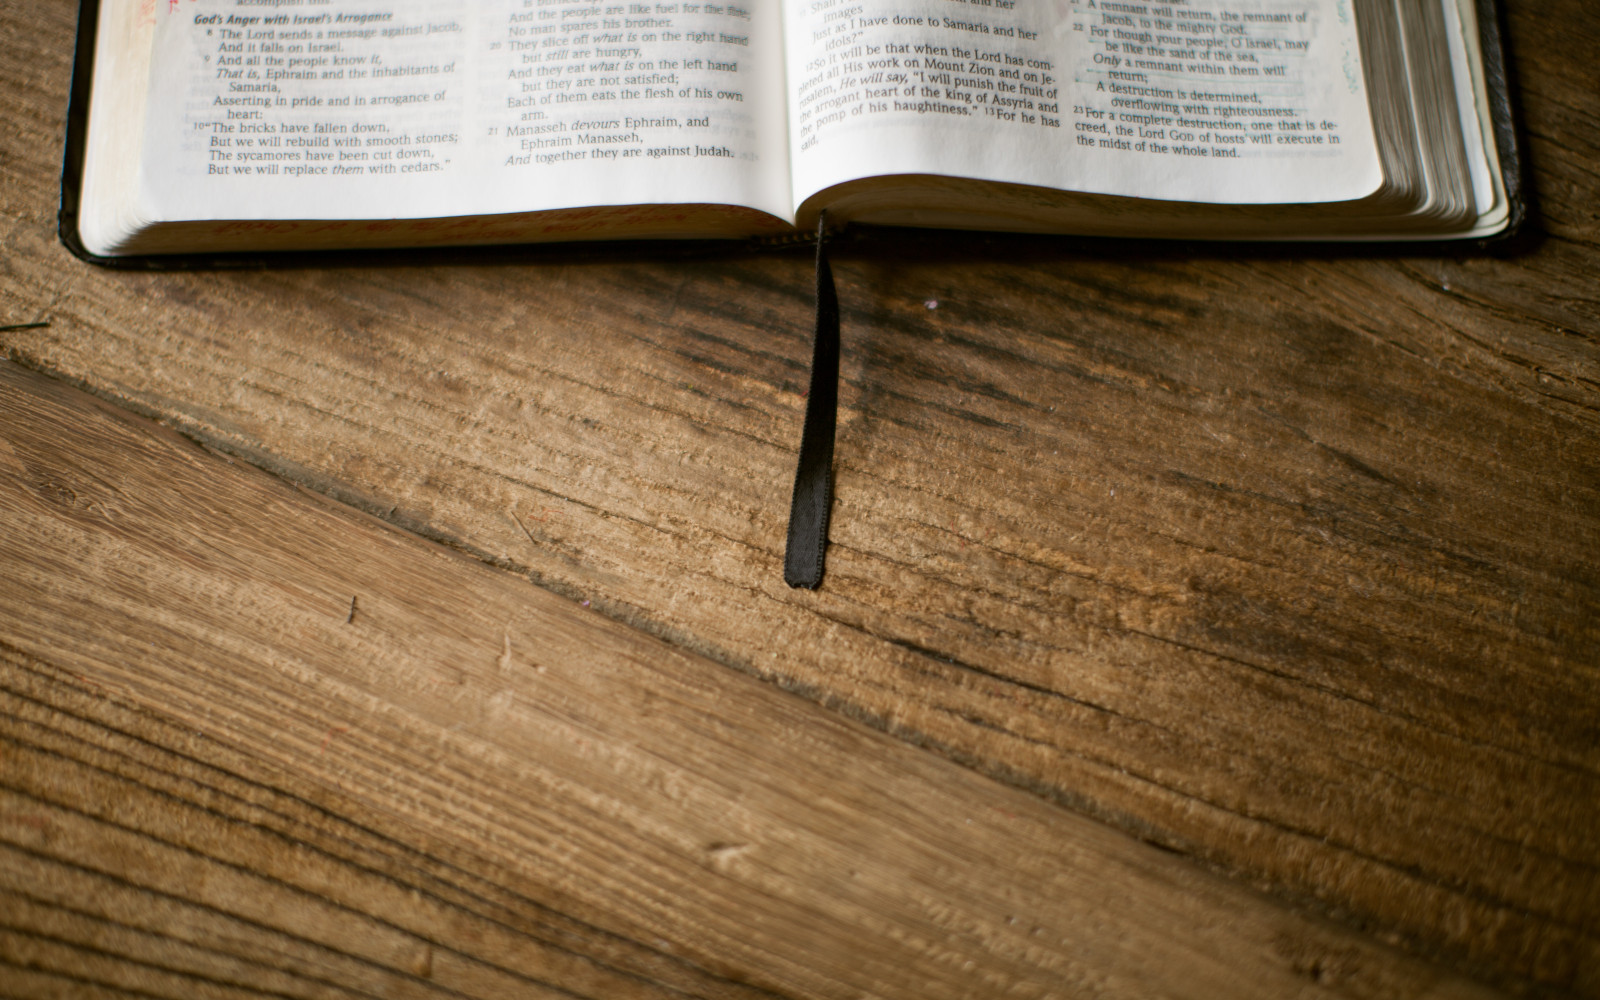 accomplish this.
God's Anger with Israel's Arrogance
8 The Lord sends a message against Jacob,
And it falls on Israel.
9 And all the people know it,
That is, Ephraim and the inhabitants of
Samaria,
Asserting in pride and in arrogance of
heart:
10 "The bricks have fallen down,
But we will rebuild with smooth stones;
The sycamores have been cut down,
But we will replace them with cedars."
is burned up,
And the people are like fuel for the fire;
No man spares his brother.
20 They slice off what is on the right hand
but still are hungry,
And they eat what is on the left hand
but they are not satisfied;
Each of them eats the flesh of his own
arm.
21 Manasseh devours Ephraim, and
Ephraim Manasseh,
And together they are against Judah.
Shall I and her
images
Just as I have done to Samaria and her
idols?"
12So it will be that when the Lord has com-
pleted all His work on Mount Zion and on Je-
rusalem, He will say, "I will punish the fruit of
the arrogant heart of the king of Assyria and
the pomp of his haughtiness." 13For he has
said,
21 A remnant will return, the remnant of
Jacob, to the mighty God.
22 For though your people, O Israel, may
be like the sand of the sea,
Only a remnant within them will
return;
A destruction is determined,
overflowing with righteousness.
23For a complete destruction, one that is de-
creed, the Lord GOD of hosts will execute in
the midst of the whole land.